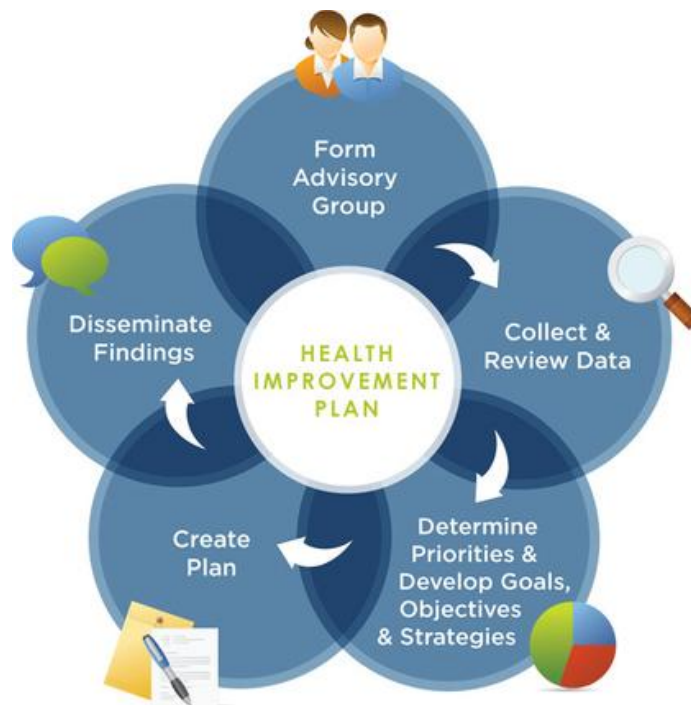 Form
Advisory
Group
Collect &
Review Data
Determine
Priorities &
Develop Goals,
Objectives
& Strategies
Create
Plan
Disseminate
Findings
HEALTH
IMPROVEMENT
PLAN